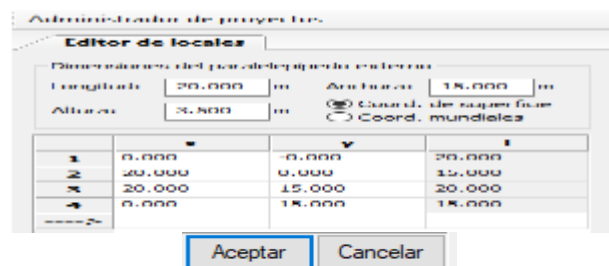 Administrador de proyectos
Editor de locales
Dimensiones del paralelepípedo externo
Longitud: 20.000 m Anchura: 15.000 m
Altura: 3.500 m Coord. de superficie
Coord. mundiales
x y l
1 0.000 -0.000 20.000
2 20.000 0.000 15.000
3 20.000 15.000 20.000
4 0.000 15.000 15.000
Aceptar Cancelar